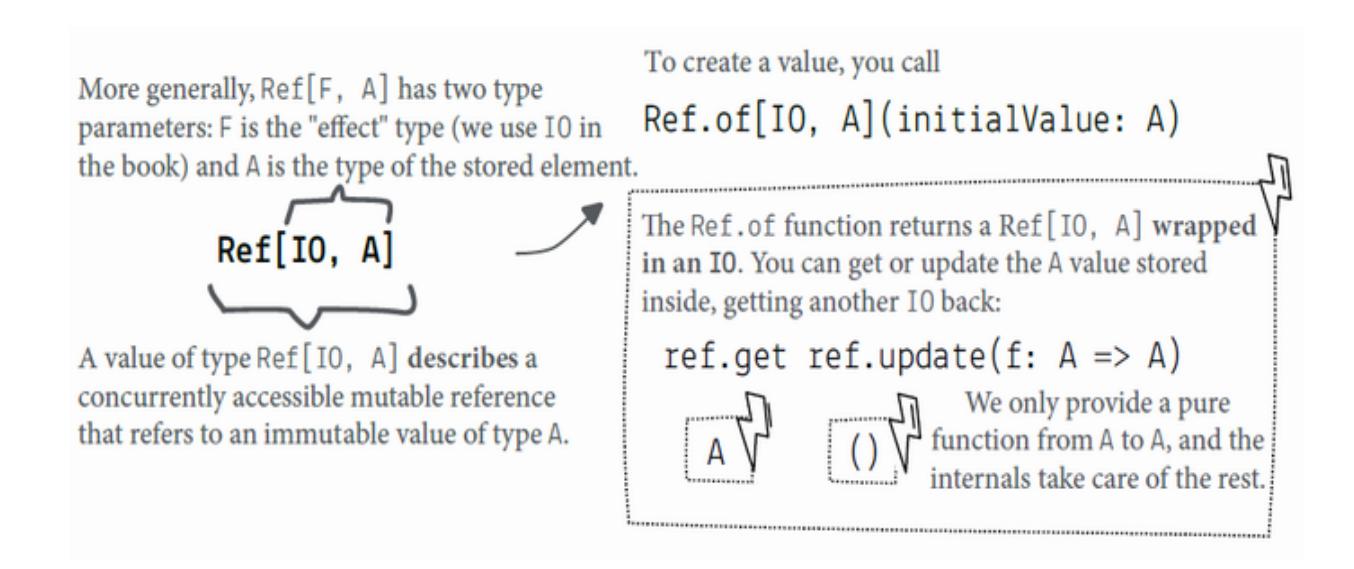 More generally, Ref[F, A] has two type
parameters: F is the "effect" type (we use IO in
the book) and A is the type of the stored element.
Ref[IO, A]
A value of type Ref[IO, A] describes a
concurrently accessible mutable reference
that refers to an immutable value of type A.
To create a value, you call
Ref.of[IO, A](initialValue: A)
The Ref.of function returns a Ref[IO, A] wrapped
in an IO. You can get or update the A value stored
inside, getting another IO back:
ref.get ref.update(f: A => A)
A
()
We only provide a pure
function from A to A, and the
internals take care of the rest.